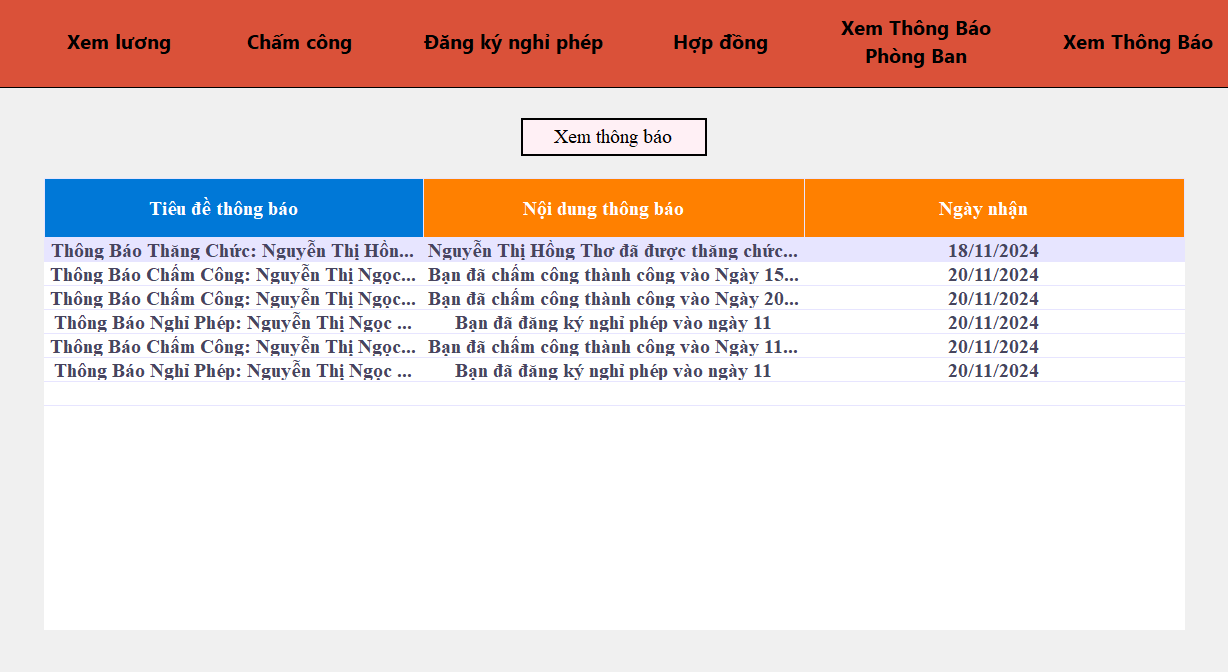 Xem lương
Chấm công
Đăng ký nghỉ phép
Hợp đồng
Xem Thông Báo
Phòng Ban
Xem Thông Báo
Xem thông báo
Tiêu đề thông báo Nội dung thông báo Ngày nhận
Thông Báo Thăng Chức: Nguyễn Thị Hồn... Nguyễn Thị Hồng Thơ đã được thăng chức... 18/11/2024
Thông Báo Chấm Công: Nguyễn Thị Ngọc... Bạn đã chấm công thành công vào Ngày 15... 20/11/2024
Thông Báo Chấm Công: Nguyễn Thị Ngọc... Bạn đã chấm công thành công vào Ngày 20... 20/11/2024
Thông Báo Nghỉ Phép: Nguyễn Thị Ngọc ... Bạn đã đăng ký nghỉ phép vào ngày 11 20/11/2024
Thông Báo Chấm Công: Nguyễn Thị Ngọc... Bạn đã chấm công thành công vào Ngày 11... 20/11/2024
Thông Báo Nghỉ Phép: Nguyễn Thị Ngọc ... Bạn đã đăng ký nghỉ phép vào ngày 11 20/11/2024